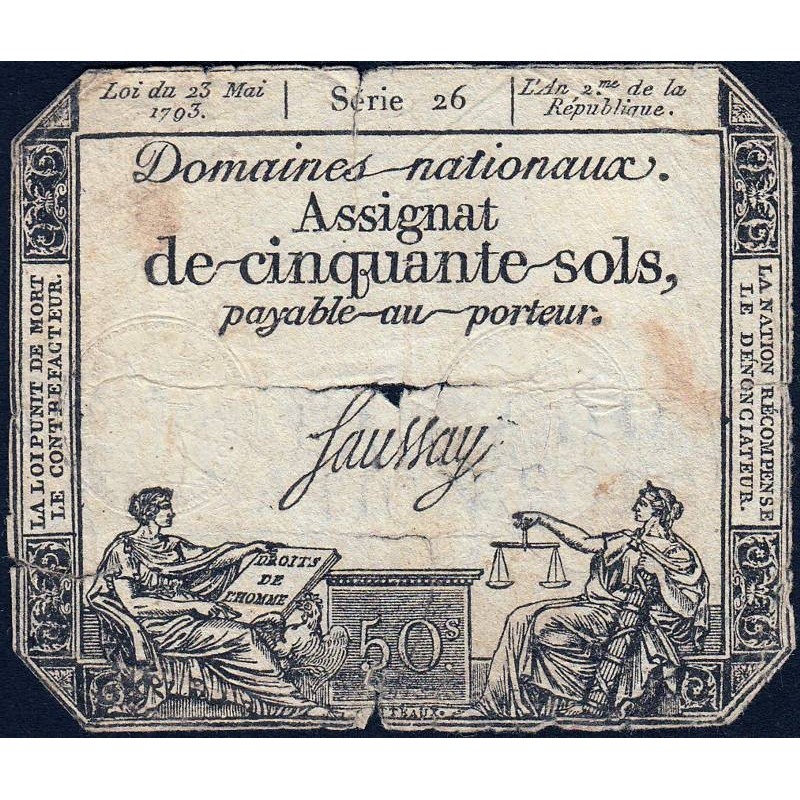 Loi du 23 Mai
1793.
Série 26
L'An 2.me de la
République.
Domaines nationaux.
Assignat
de cinquante sols,
payable au porteur.
Saussay
LA LOI PUNIT DE MORT
LE CONTREFACTEUR.
LA NATION RÉCOMPENSE
LE DÉNONCIATEUR.
DROITS
DE
L'HOMME
50.s